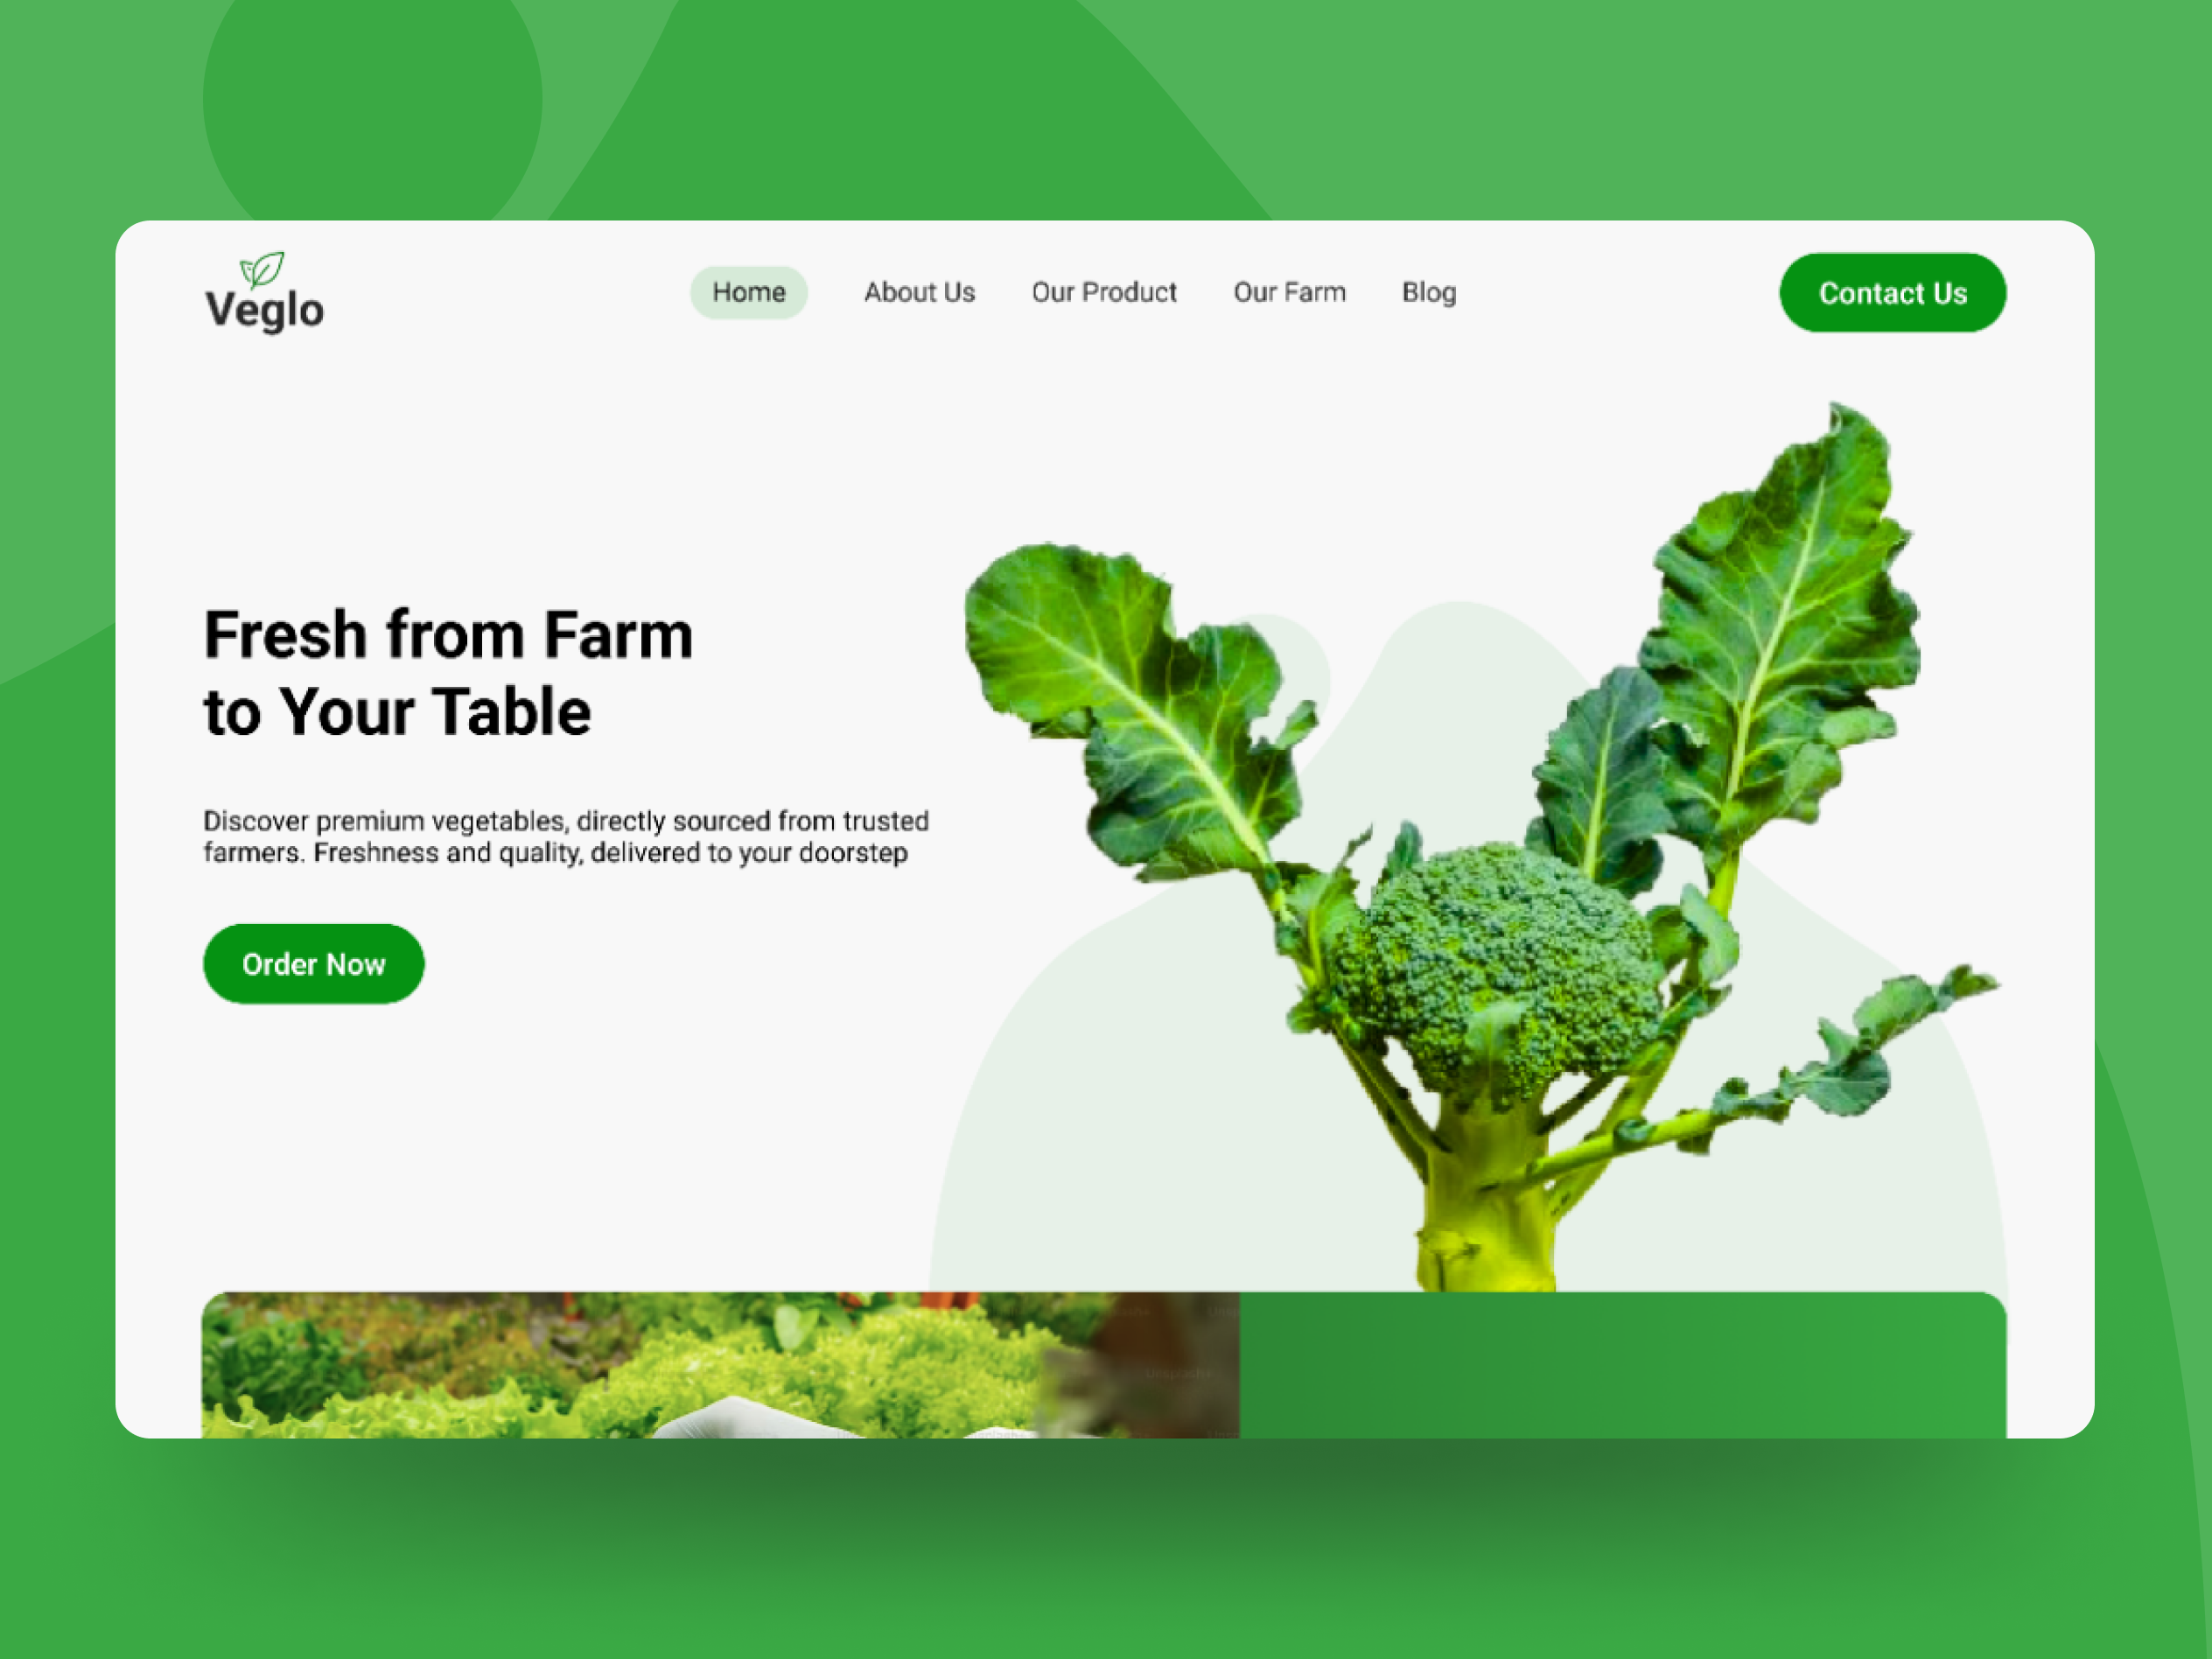 Veglo
Home About Us Our Product Our Farm Blog
Contact Us
Fresh from Farm
to Your Table
Discover premium vegetables, directly sourced from trusted
farmers. Freshness and quality, delivered to your doorstep
Order Now
Unsplash+